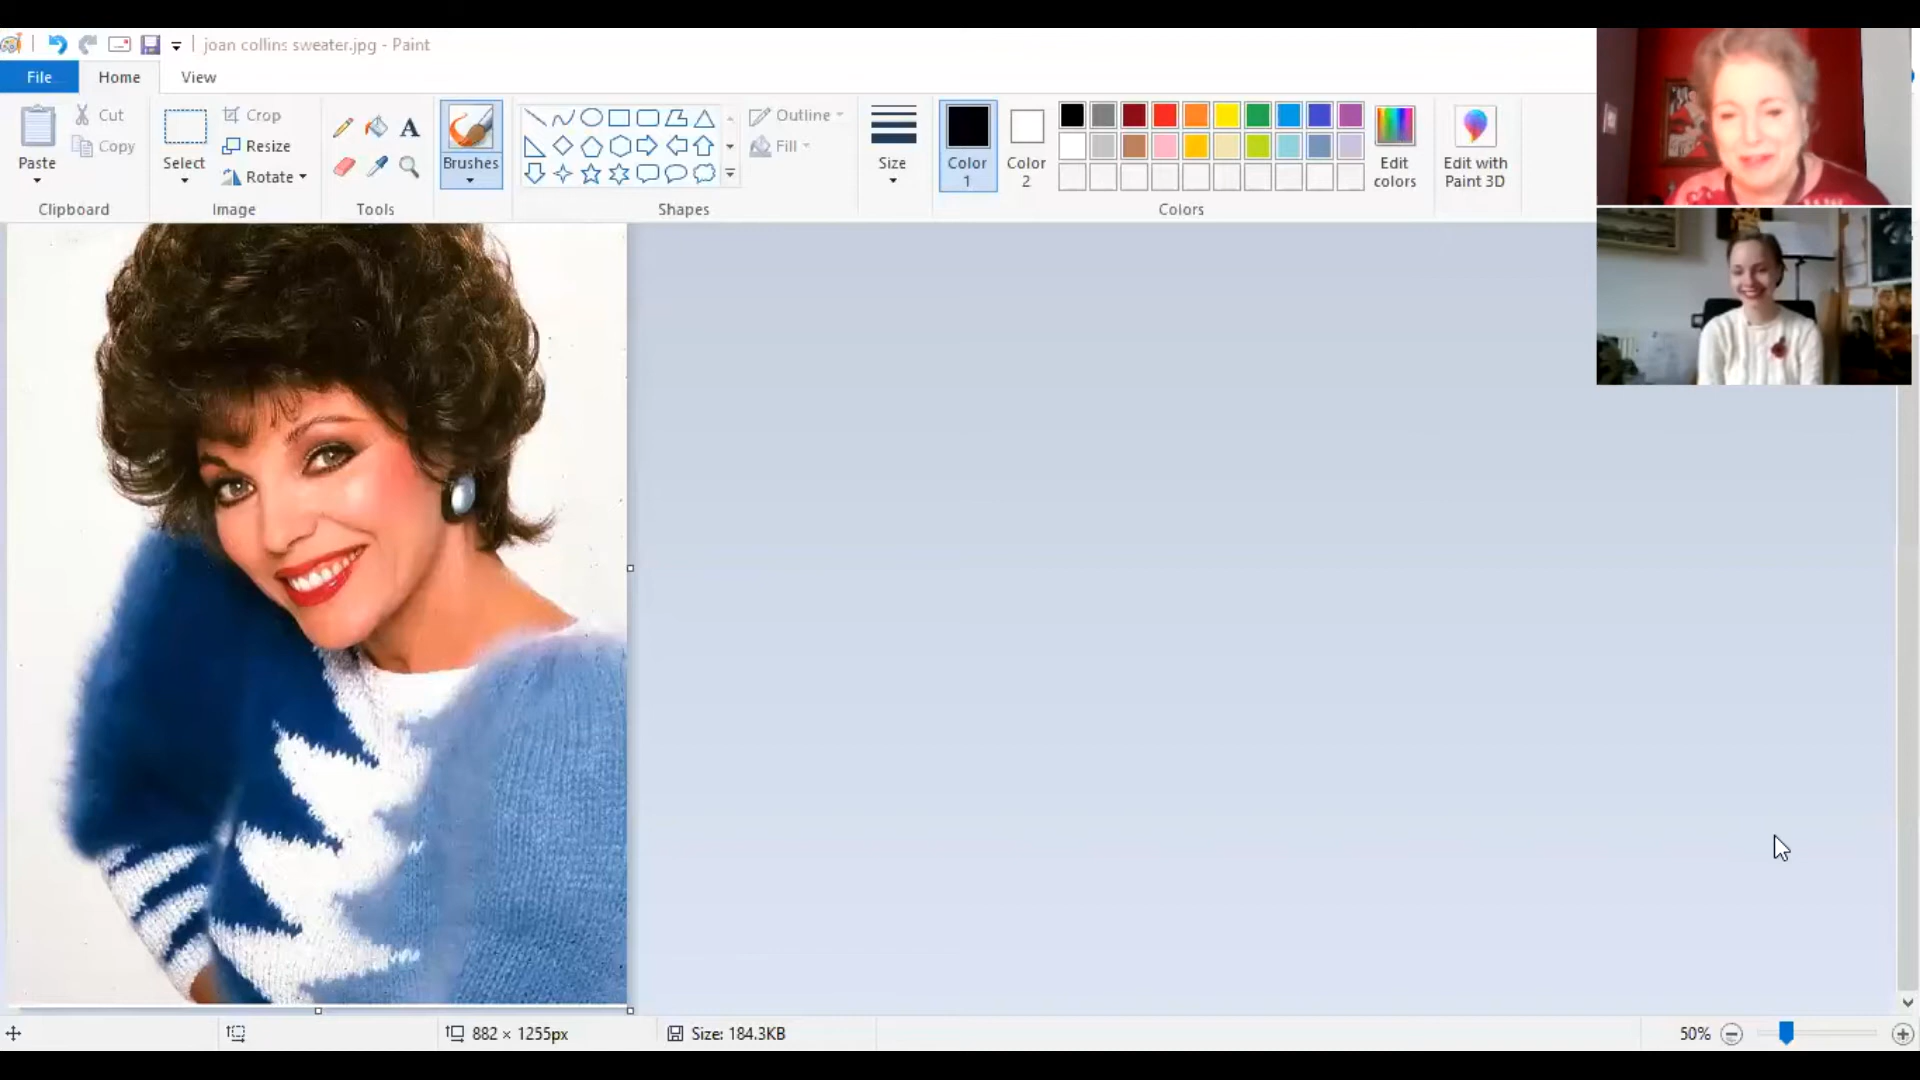 joan collins sweater.jpg - Paint
File
Home
View
Paste
Cut
Copy
Clipboard
Select
Crop
Resize
Rotate
Image
A
Tools
Brushes
Outline
Fill
Shapes
Size
Color
1
Color
2
Edit
colors
Colors
Edit with
Paint 3D
882 × 1255px
Size: 184.3KB
50%